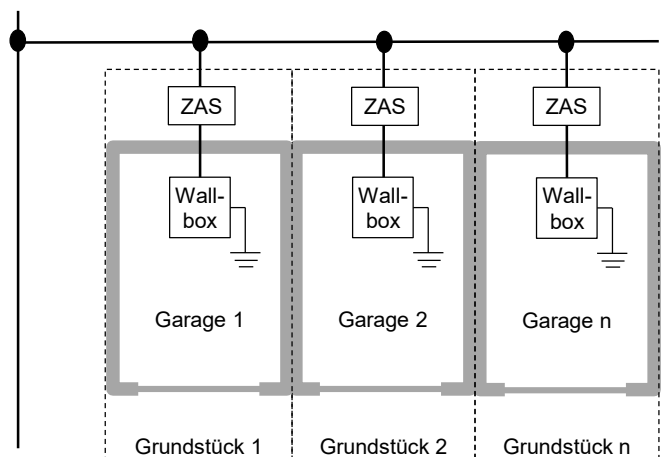 ZAS
ZAS
ZAS
Wall-
box
Wall-
box
Wall-
box
Garage 1
Garage 2
Garage n
Grundstück 1
Grundstück 2
Grundstück n